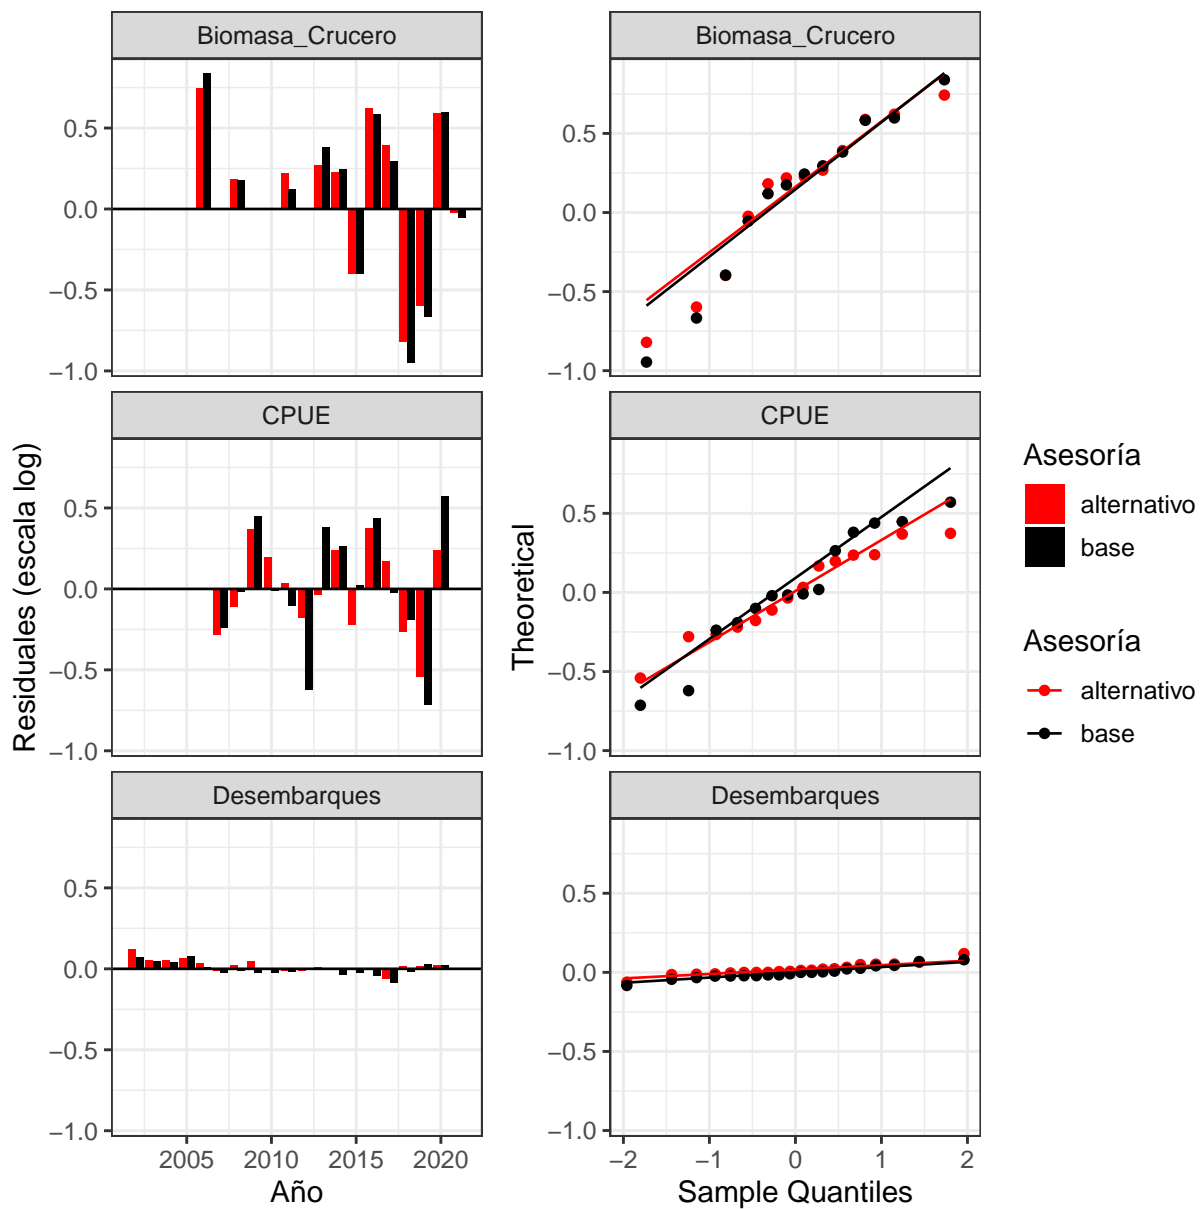 Biomasa_Crucero
Biomasa_Crucero
0.5
0.0
−0.5
−1.0
0.5
0.0
−0.5
−1.0
CPUE
CPUE
0.5
0.0
−0.5
−1.0
0.5
0.0
−0.5
−1.0
Desembarques
Desembarques
0.5
0.0
−0.5
−1.0
0.5
0.0
−0.5
−1.0
2005 2010 2015 2020
−2 −1 0 1 2
Año
Sample Quantiles
Residuales (escala log)
Theoretical
Asesoría
alternativo
base
Asesoría
alternativo
base